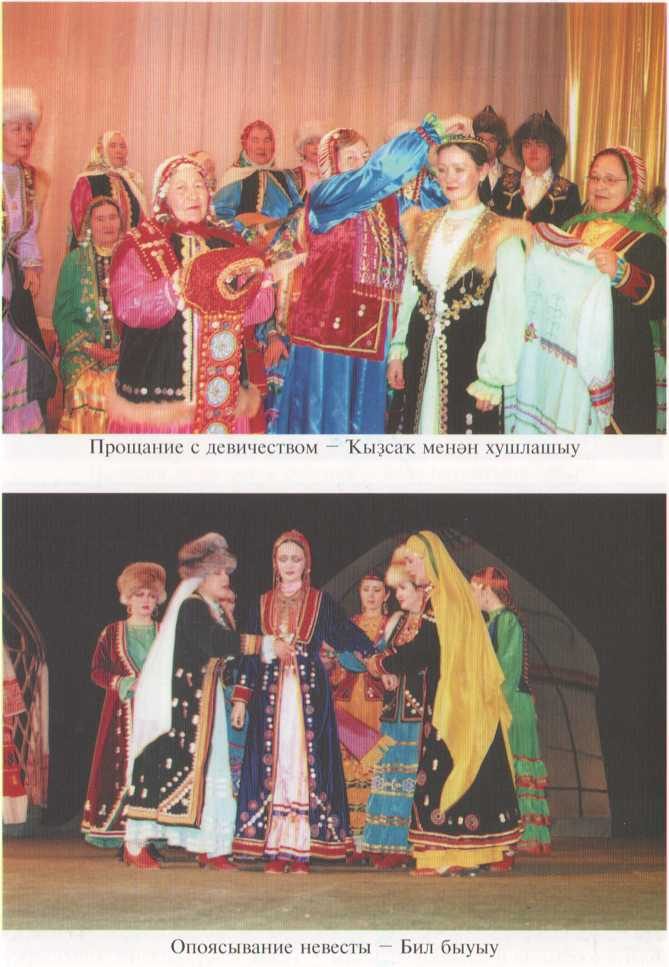 Прощание с девичеством – Ҡыҙсаҡ менән хушлашыу
Опоясывание невесты – Бил быуыу